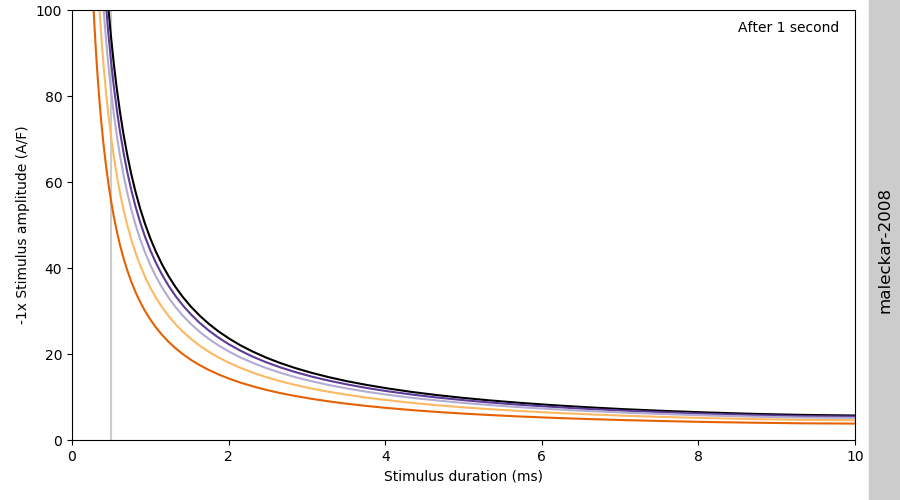 After 1 second
100
80
60
40
20
0
-1x Stimulus amplitude (A/F)
0 2 4 6 8 10
Stimulus duration (ms)
maleckar-2008